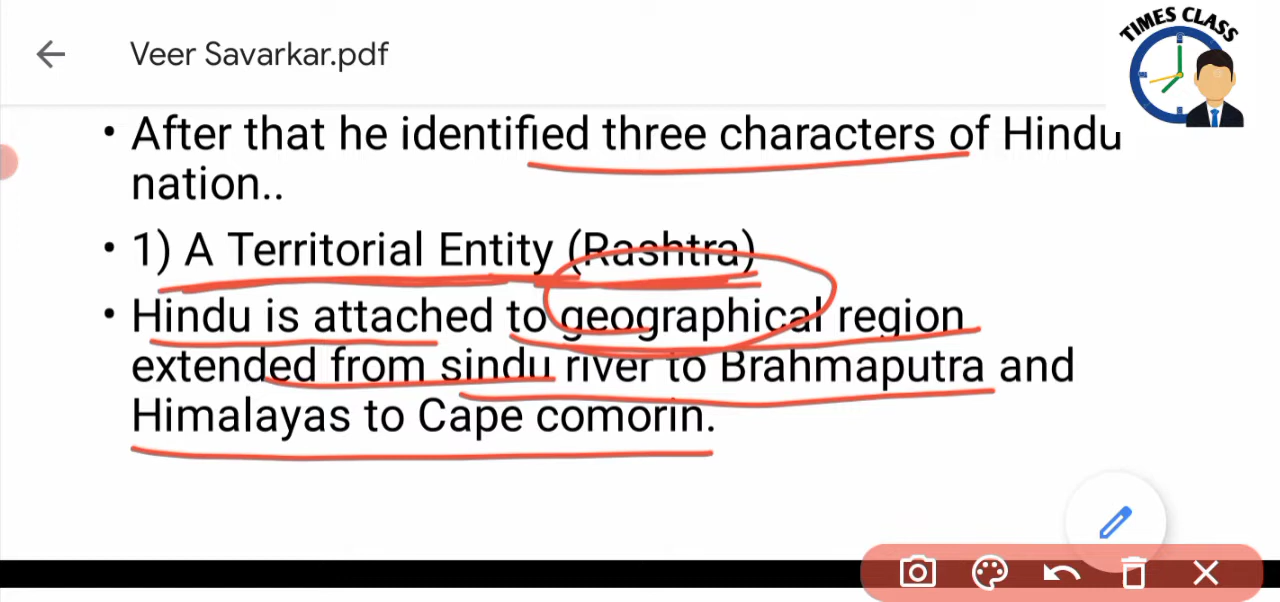 TIMES CLASS
Veer Savarkar.pdf
• After that he identified three characters of Hindu
nation..
• 1) A Territorial Entity (Rashtra)
• Hindu is attached to geographical region
extended from sindu river to Brahmaputra and
Himalayas to Cape comorin.